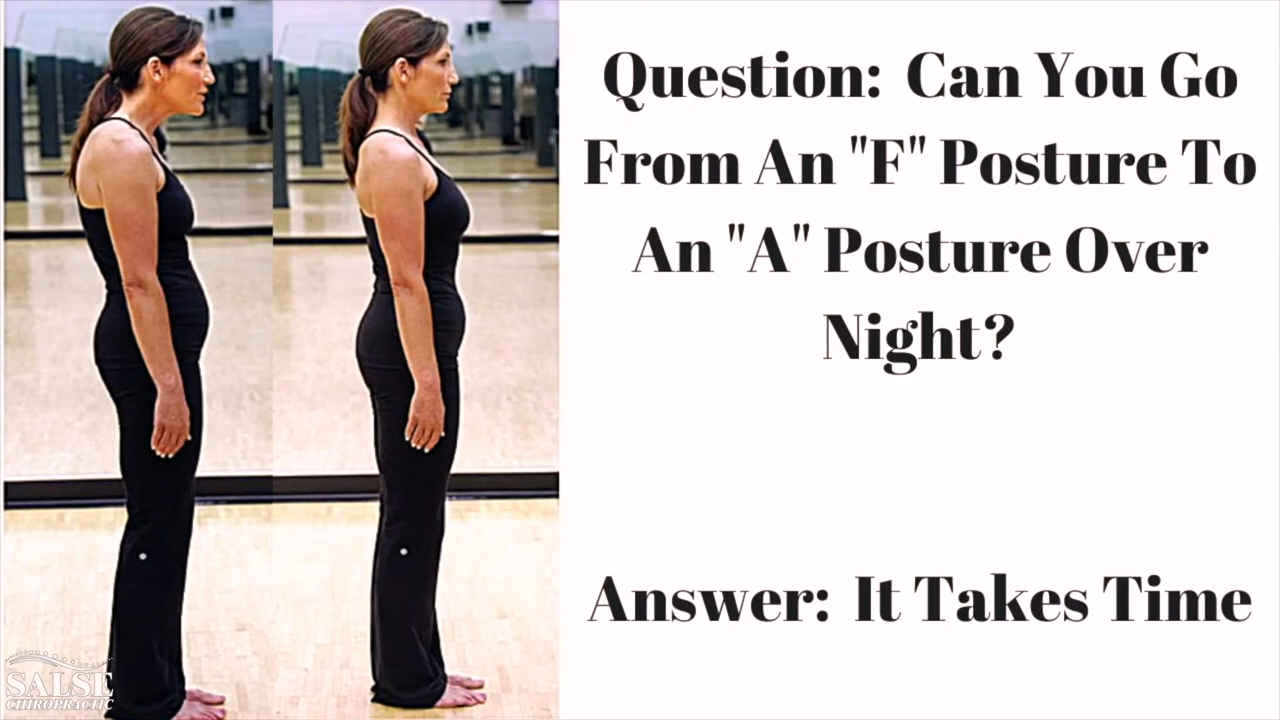 Question: Can You Go
From An "F" Posture To
An "A" Posture Over
Night?
Answer: It Takes Time
SALSE
CHIROPRACTIC